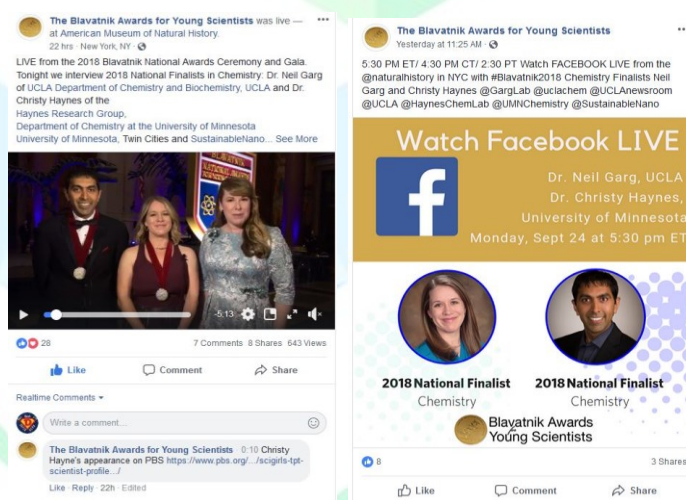 The Blavatnik Awards for Young Scientists was live —
at American Museum of Natural History.
22 hrs · New York, NY ·
LIVE from the 2018 Blavatnik National Awards Ceremony and Gala.
Tonight we interview 2018 National Finalists in Chemistry: Dr. Neil Garg
of UCLA Department of Chemistry and Biochemistry, UCLA and Dr.
Christy Haynes of the
Haynes Research Group,
Department of Chemistry at the University of Minnesota
University of Minnesota, Twin Cities and SustainableNano... See More
BLAVATNIK
NATIONAL AWARDS
-5:13
28
7 Comments 8 Shares 643 Views
Like Comment Share
Realtime Comments
Write a comment...
The Blavatnik Awards for Young Scientists 0:10 Christy
Hayne's appearance on PBS https://www.pbs.org/.../scigirls-tpt-
scientist-profile.../
Like · Reply · 22h · Edited
The Blavatnik Awards for Young Scientists
Yesterday at 11:25 AM ·
5:30 PM ET/ 4:30 PM CT/ 2:30 PT Watch FACEBOOK LIVE from the
@naturalhistory in NYC with #Blavatnik2018 Chemistry Finalists Neil
Garg and Christy Haynes @GargLab @uclachem @UCLAnewsroom
@UCLA @HaynesChemLab @UMNChemistry @SustainableNano
Watch Facebook LIVE
f
Dr. Neil Garg, UCLA
Dr. Christy Haynes,
University of Minnesota
Monday, Sept 24 at 5:30 pm ET
2018 National Finalist
Chemistry
2018 National Finalist
Chemistry
Blavatnik Awards
Young Scientists
8
3 Shares
Like Comment Share